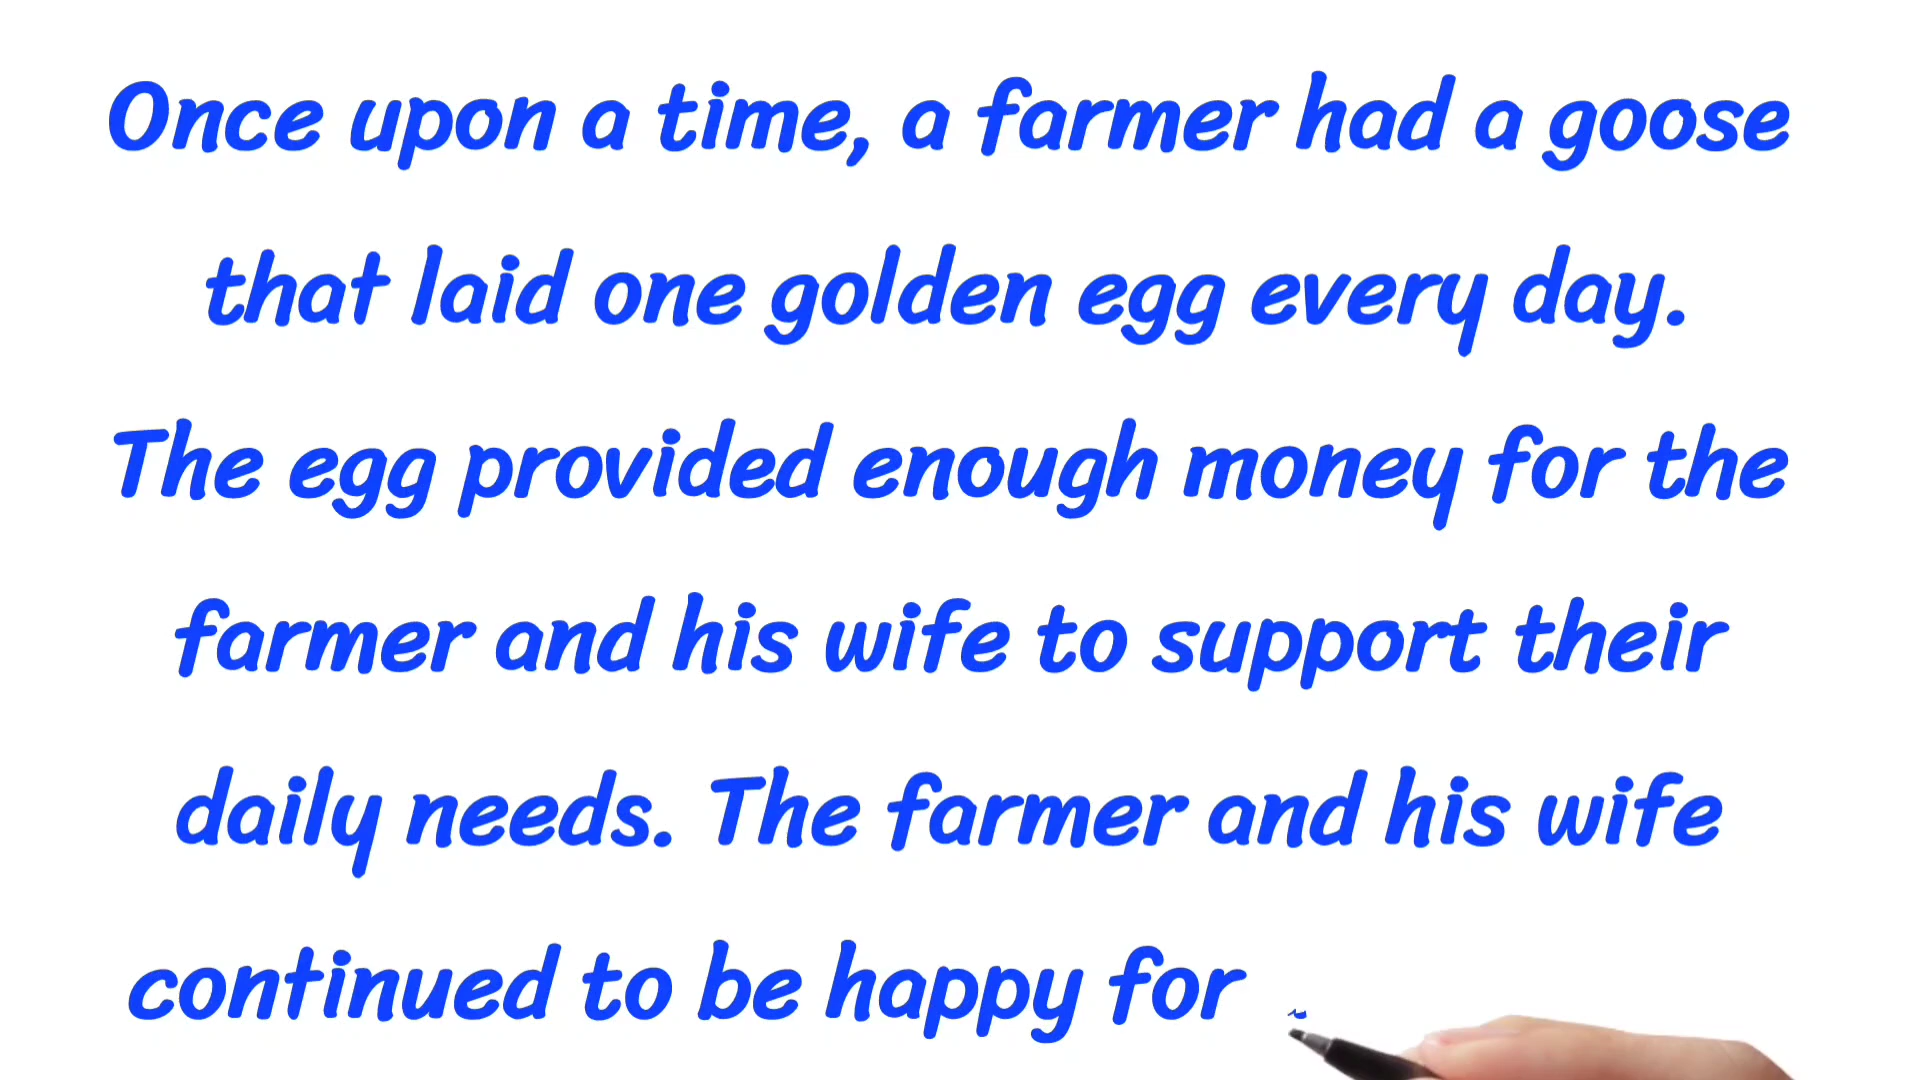 Once upon a time, a farmer had a goose
that laid one golden egg every day.
The egg provided enough money for the
farmer and his wife to support their
daily needs. The farmer and his wife
continued to be happy for